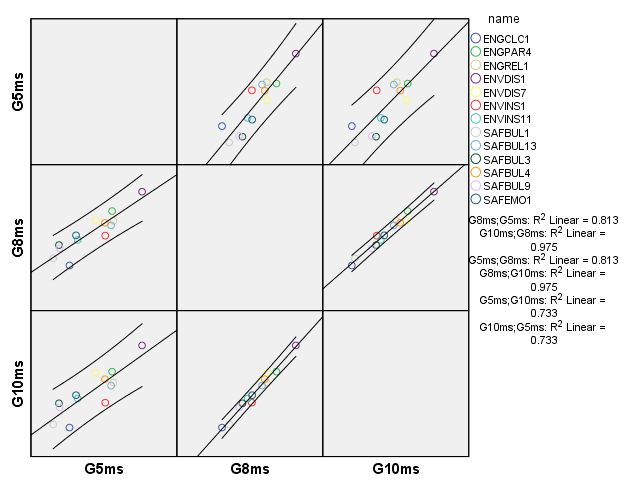 name
ENGCLC1
ENGPAR4
ENGREL1
ENVDIS1
ENVDIS7
ENVINS1
ENVINS11
SAFBUL1
SAFBUL13
SAFBUL3
SAFBUL4
SAFBUL9
SAFEMO1
G8ms;G5ms: R2 Linear = 0.813
G10ms;G8ms: R2 Linear =
0.975
G5ms;G8ms: R2 Linear = 0.813
G8ms;G10ms: R2 Linear =
0.975
G5ms;G10ms: R2 Linear =
0.733
G10ms;G5ms: R2 Linear =
0.733
G5ms
G8ms
G10ms
G5ms
G8ms
G10ms